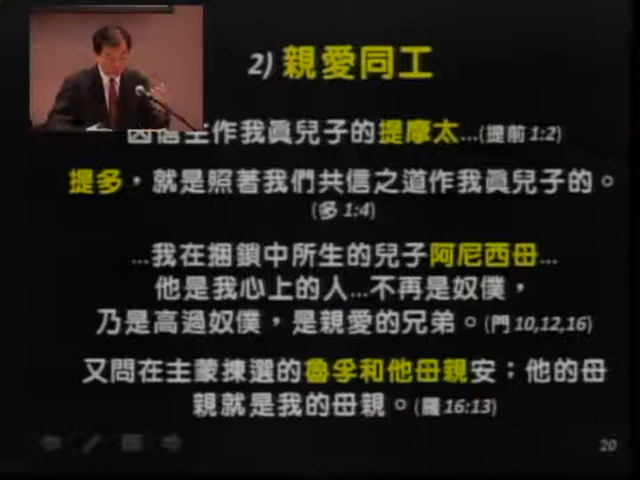 2) 親愛同工
因信主作我真兒子的提摩太...(提前 1:2)
提多，就是照著我們共信之道作我真兒子的。
(多 1:4)
...我在捆鎖中所生的兒子阿尼西母...
他是我心上的人...不再是奴僕，
乃是高過奴僕，是親愛的兄弟。(門 10,12,16)
又問在主蒙揀選的魯孚和他母親安；他的母
親就是我的母親。(羅 16:13)
20